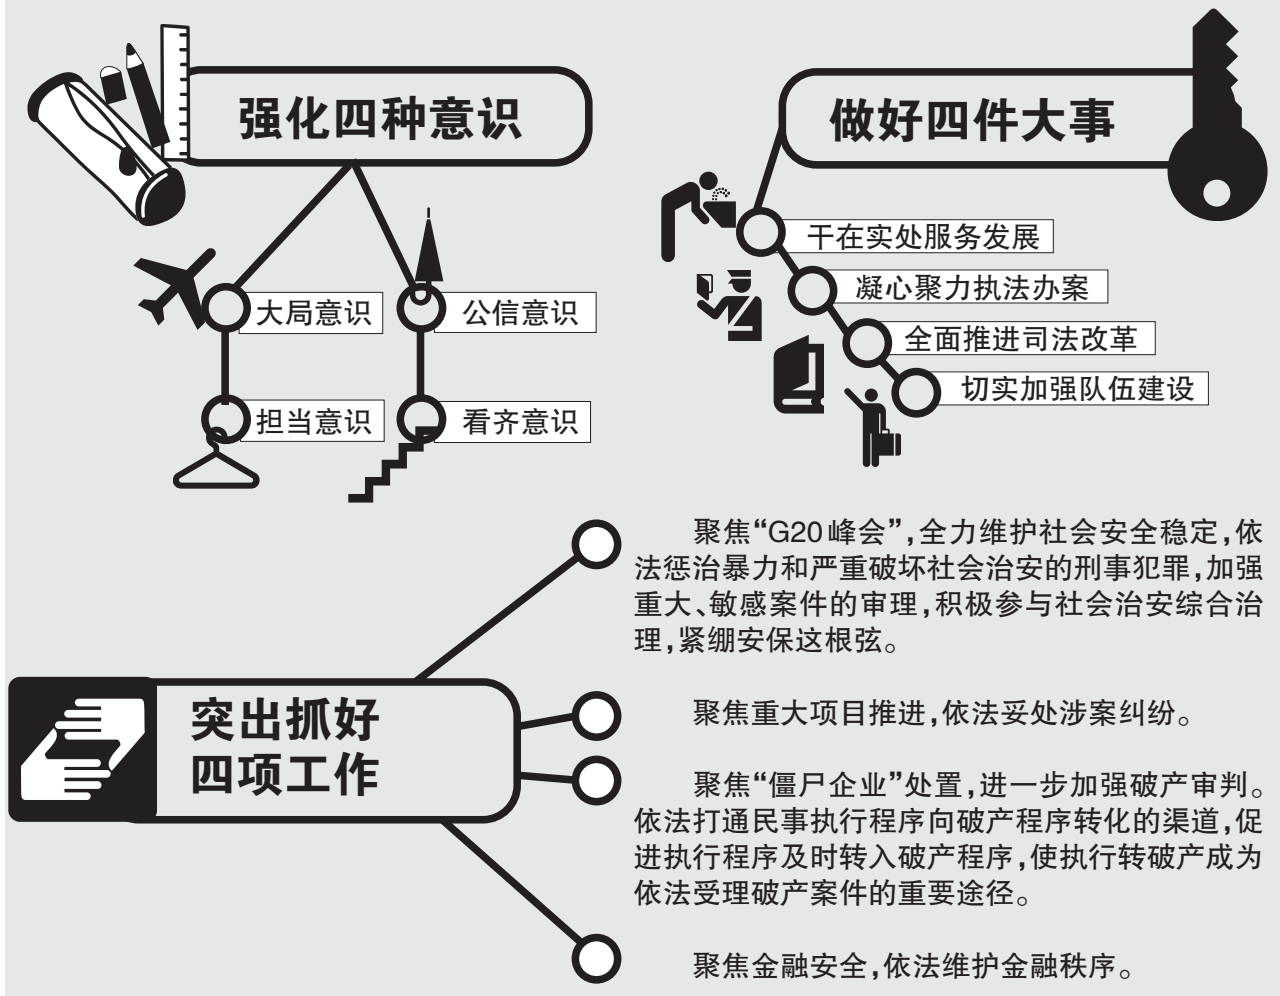 强化四种意识
大局意识
公信意识
担当意识
看齐意识
做好四件大事
干在实处服务发展
凝心聚力执法办案
全面推进司法改革
切实加强队伍建设
突出抓好
四项工作
聚焦“G20峰会”,全力维护社会安全稳定,依
法惩治暴力和严重破坏社会治安的刑事犯罪,加强
重大、敏感案件的审理,积极参与社会治安综合治
理,紧绷安保这根弦。
聚焦重大项目推进,依法妥处涉案纠纷。
聚焦“僵尸企业”处置,进一步加强破产审判。
依法打通民事执行程序向破产程序转化的渠道,促
进执行程序及时转入破产程序,使执行转破产成为
依法受理破产案件的重要途径。
聚焦金融安全,依法维护金融秩序。